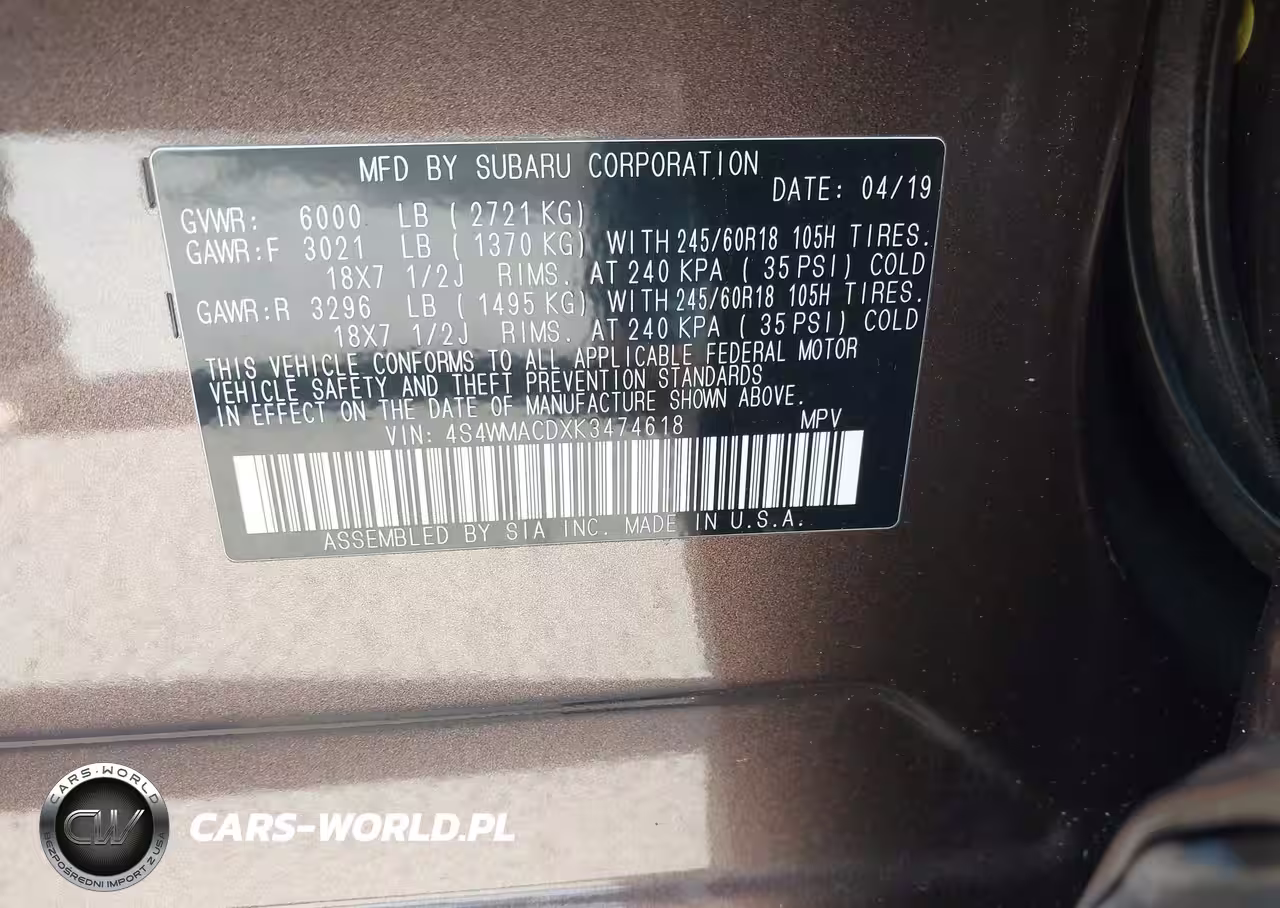 MFD BY SUBARU CORPORATION
DATE: 04/19
GVWR: 6000 LB ( 2721 KG)
GAWR:F 3021 LB ( 1370 KG) WITH 245/60R18 105H TIRES.
18X7 1/2J RIMS. AT 240 KPA ( 35 PSI) COLD
GAWR:R 3296 LB ( 1495 KG) WITH 245/60R18 105H TIRES.
18X7 1/2J RIMS. AT 240 KPA ( 35 PSI) COLD
THIS VEHICLE CONFORMS TO ALL APPLICABLE FEDERAL MOTOR
VEHICLE SAFETY AND THEFT PREVENTION STANDARDS
IN EFFECT ON THE DATE OF MANUFACTURE SHOWN ABOVE.
VIN: 4S4WMACDXK3474618 MPV
ASSEMBLED BY SIA INC. MADE IN U.S.A.
CARS-WORLD
CW
BEZPOŚREDNI IMPORT Z USA
CARS-WORLD.PL